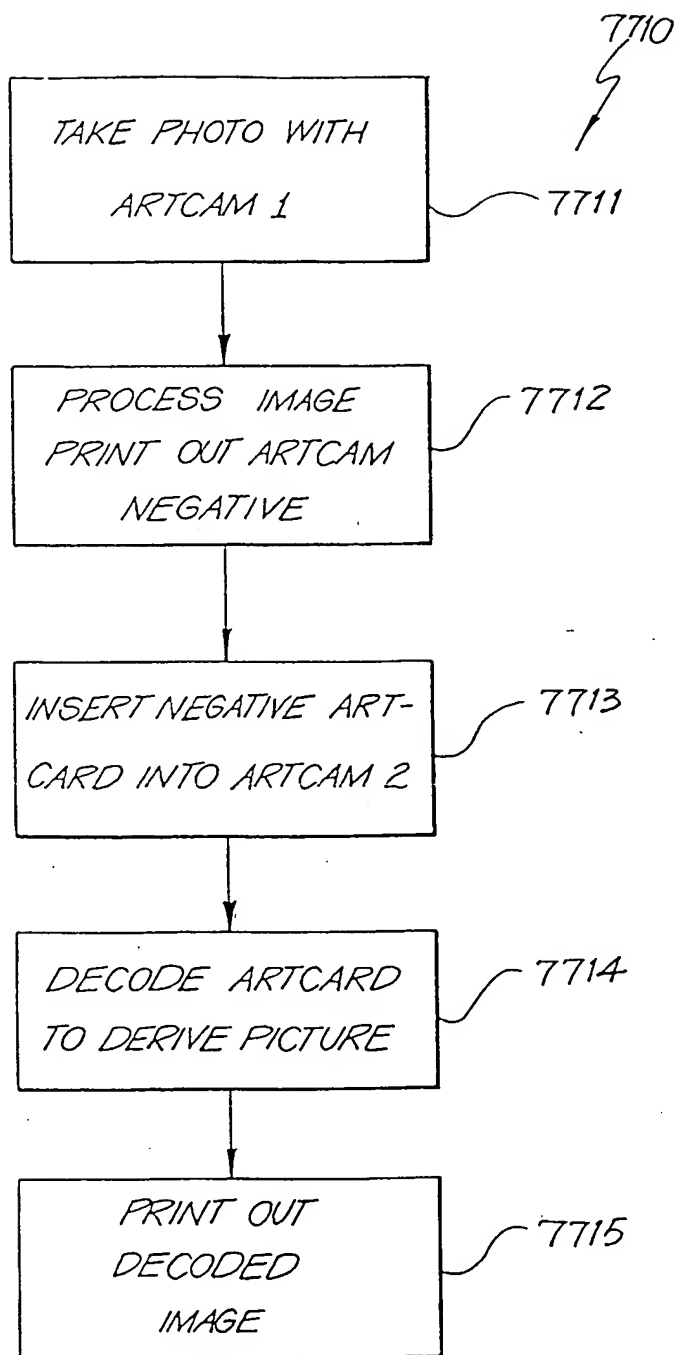 7710
TAKE PHOTO WITH
ARTCAM 1
7711
PROCESS IMAGE
PRINT OUT ARTCAM
NEGATIVE
7712
INSERT NEGATIVE ART-
CARD INTO ARTCAM 2
7713
DECODE ARTCARD
TO DERIVE PICTURE
7714
PRINT OUT
DECODED
IMAGE
7715